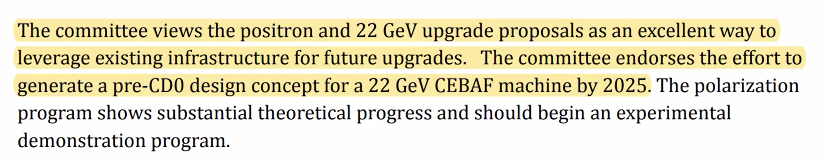 The committee views the positron and 22 GeV upgrade proposals as an excellent way to
leverage existing infrastructure for future upgrades.   The committee endorses the effort to
generate a pre-CD0 design concept for a 22 GeV CEBAF machine by 2025. The polarization
program shows substantial theoretical progress and should begin an experimental
demonstration program.